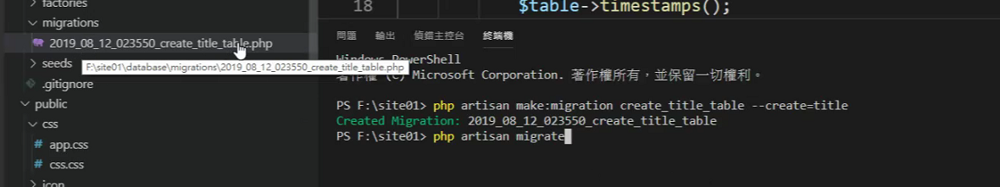 factories
migrations
2019_08_12_023550_create_title_table.php
seeds
F:\site01\database\migrations\2019_08_12_023550_create_title_table.php
.gitignore
public
css
# app.css
# css.css
icon
18 $table->timestamps();
問題 輸出 偵錯主控台 終端機
Windows PowerShell
著作權 (C) Microsoft Corporation. 著作權所有，並保留一切權利。
PS F:\site01> php artisan make:migration create_title_table --create=title
Created Migration: 2019_08_12_023550_create_title_table
PS F:\site01> php artisan migrate